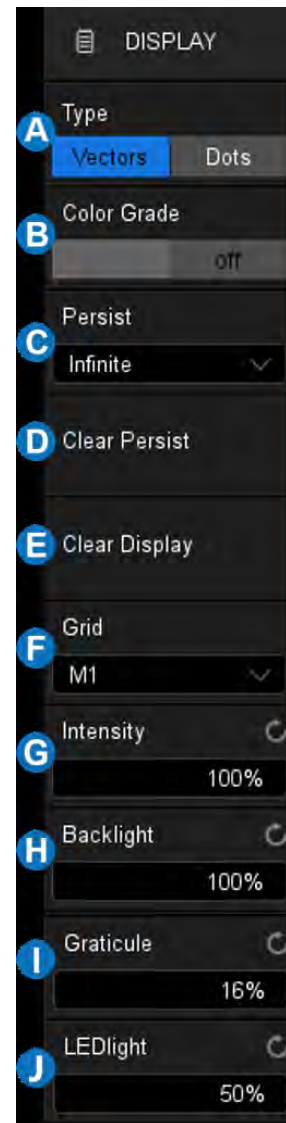 DISPLAY
Type
A
Vectors Dots
Color Grade
B
off
Persist
C
Infinite
D Clear Persist
E Clear Display
Grid
F
M1
Intensity
G
100%
Backlight
H
100%
Graticule
I
16%
LEDlight
J
50%